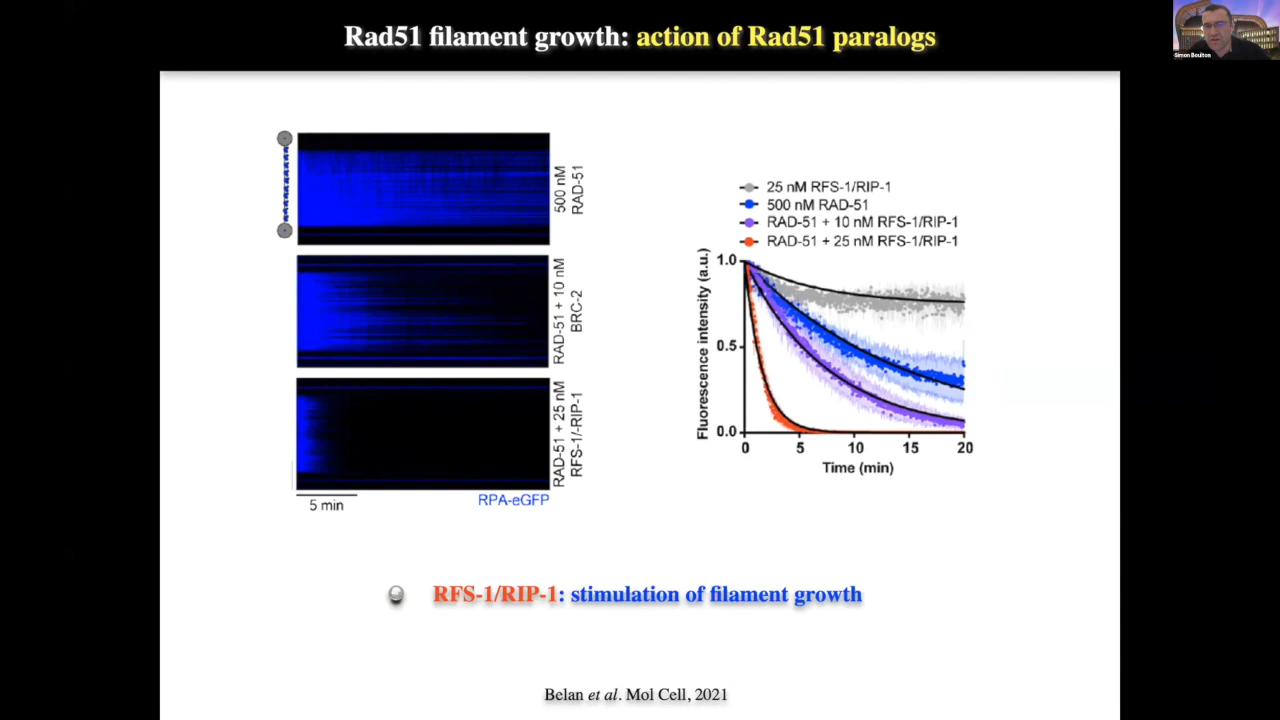 Rad51 filament growth: action of Rad51 paralogs
Simon Boulton
500 nM
RAD-51
RAD-51 + 10 nM
BRC-2
RAD-51 + 25 nM
RFS-1/-RIP-1
5 min
RPA-eGFP
25 nM RFS-1/RIP-1
500 nM RAD-51
RAD-51 + 10 nM RFS-1/RIP-1
RAD-51 + 25 nM RFS-1/RIP-1
Fluorescence intensity (a.u.)
1.0
0.5
0.0
0 5 10 15 20
Time (min)
RFS-1/RIP-1: stimulation of filament growth
Belan et al. Mol Cell, 2021